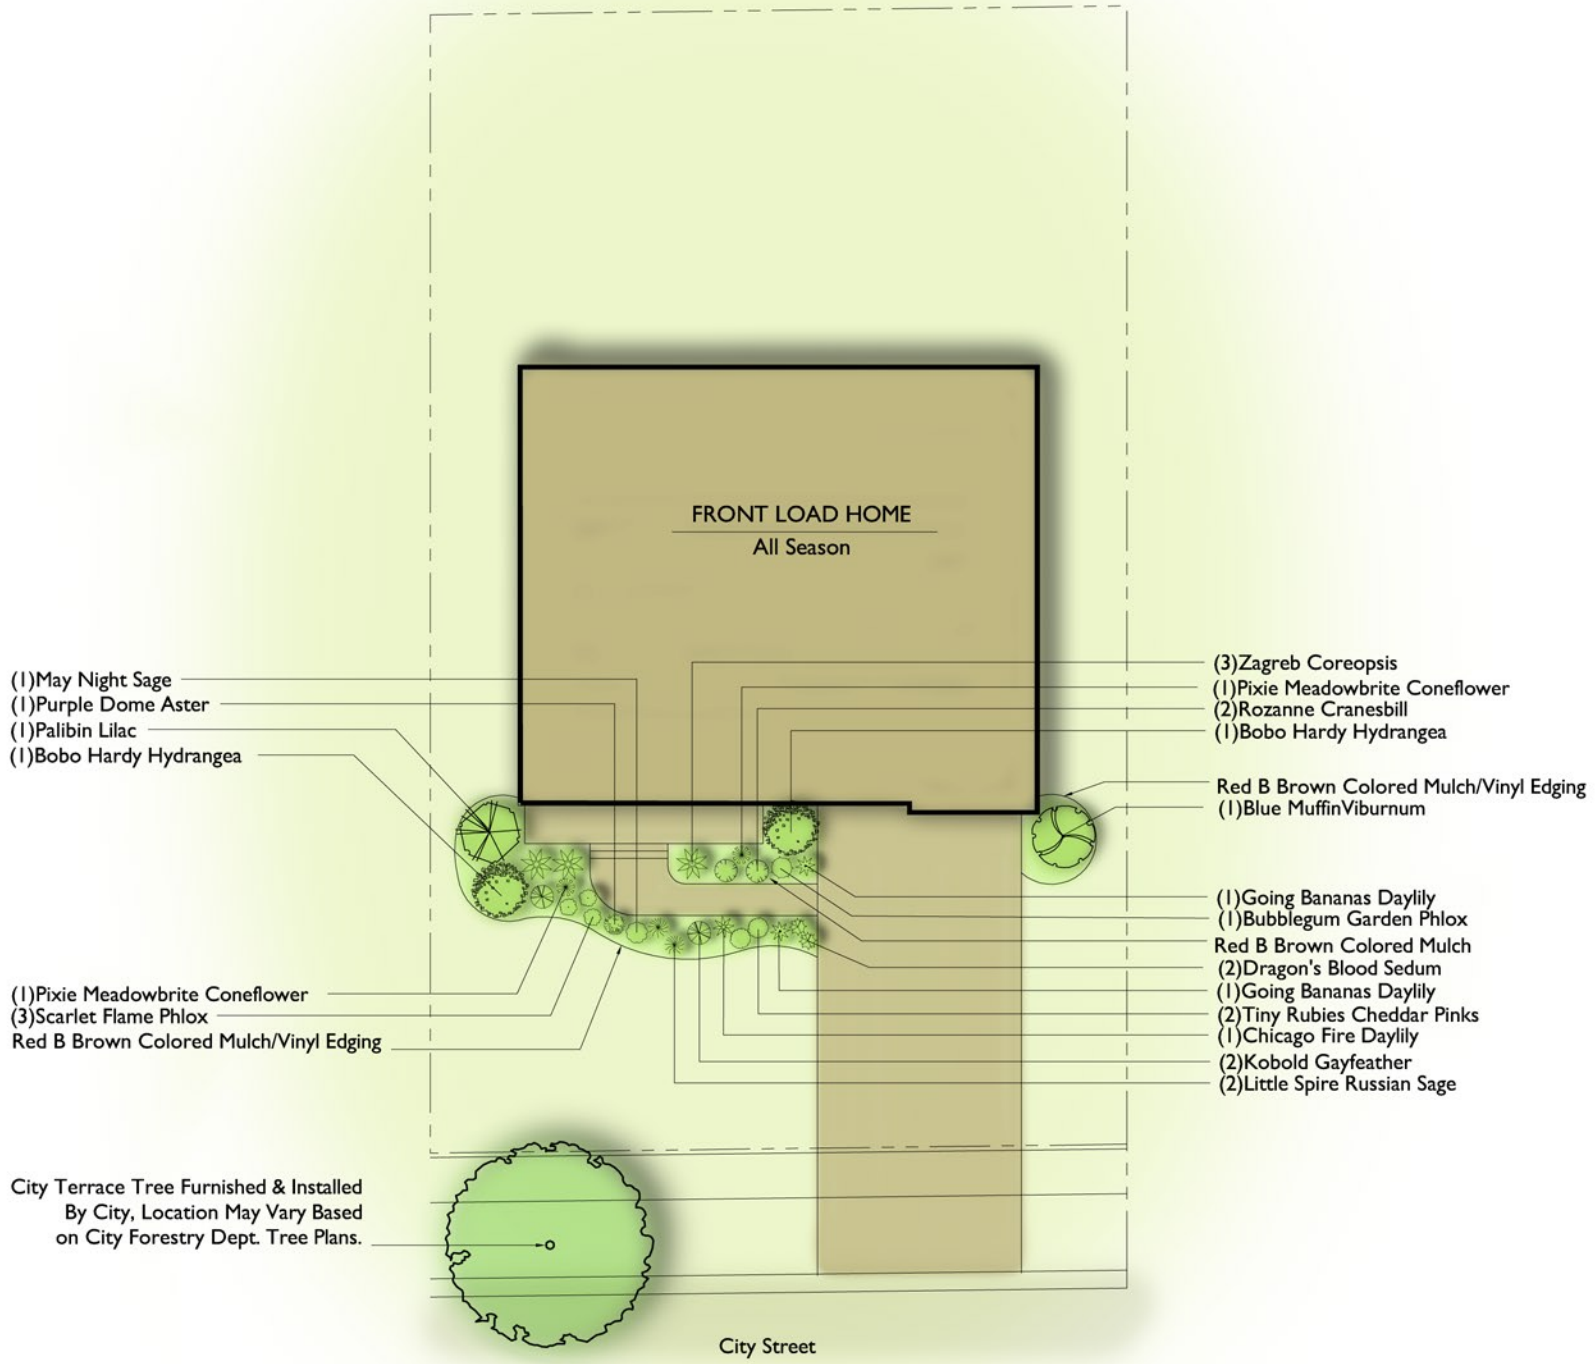 FRONT LOAD HOME
All Season
(1)May Night Sage
(1)Purple Dome Aster
(1)Palibin Lilac
(1)Bobo Hardy Hydrangea
(3)Zagreb Coreopsis
(1)Pixie Meadowbrite Coneflower
(2)Rozanne Cranesbill
(1)Bobo Hardy Hydrangea
Red B Brown Colored Mulch/Vinyl Edging
(1)Blue MuffinViburnum
(1)Going Bananas Daylily
(1)Bubblegum Garden Phlox
Red B Brown Colored Mulch
(2)Dragon's Blood Sedum
(1)Going Bananas Daylily
(2)Tiny Rubies Cheddar Pinks
(1)Chicago Fire Daylily
(2)Kobold Gayfeather
(2)Little Spire Russian Sage
(1)Pixie Meadowbrite Coneflower
(3)Scarlet Flame Phlox
Red B Brown Colored Mulch/Vinyl Edging
City Terrace Tree Furnished & Installed
By City, Location May Vary Based
on City Forestry Dept. Tree Plans.
City Street